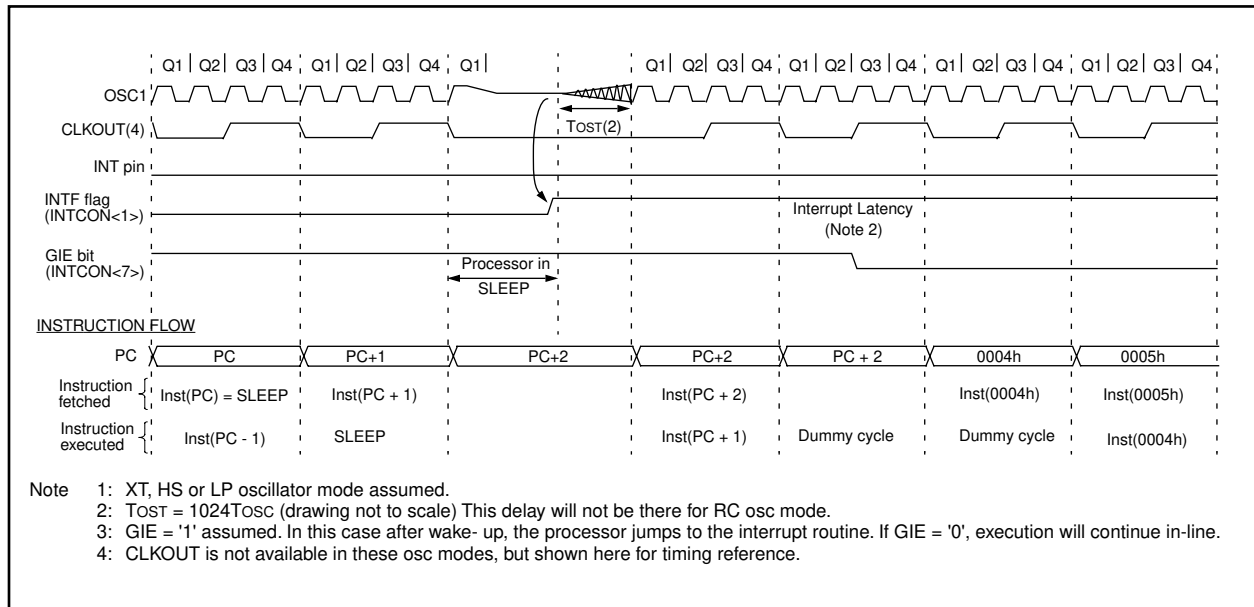 Q1 | Q2 | Q3 | Q4 Q1 | Q2 | Q3 | Q4 Q1 | Q1 | Q2 | Q3 | Q4 Q1 | Q2 | Q3 | Q4 Q1 | Q2 | Q3 | Q4 Q1 | Q2 | Q3 | Q4
OSC1
TOST(2)
CLKOUT(4)
INT pin
INTF flag
(INTCON<1>)
Interrupt Latency
(Note 2)
GIE bit
(INTCON<7>)
Processor in
SLEEP
INSTRUCTION FLOW
PC PC PC+1 PC+2 PC+2 PC + 2 0004h 0005h
Instruction
fetched
Inst(PC) = SLEEP Inst(PC + 1) Inst(PC + 2) Inst(0004h) Inst(0005h)
Instruction
executed
Inst(PC - 1) SLEEP Inst(PC + 1) Dummy cycle Dummy cycle Inst(0004h)
Note 1: XT, HS or LP oscillator mode assumed.
2: TOST = 1024TOSC (drawing not to scale) This delay will not be there for RC osc mode.
3: GIE = '1' assumed. In this case after wake- up, the processor jumps to the interrupt routine. If GIE = '0', execution will continue in-line.
4: CLKOUT is not available in these osc modes, but shown here for timing reference.